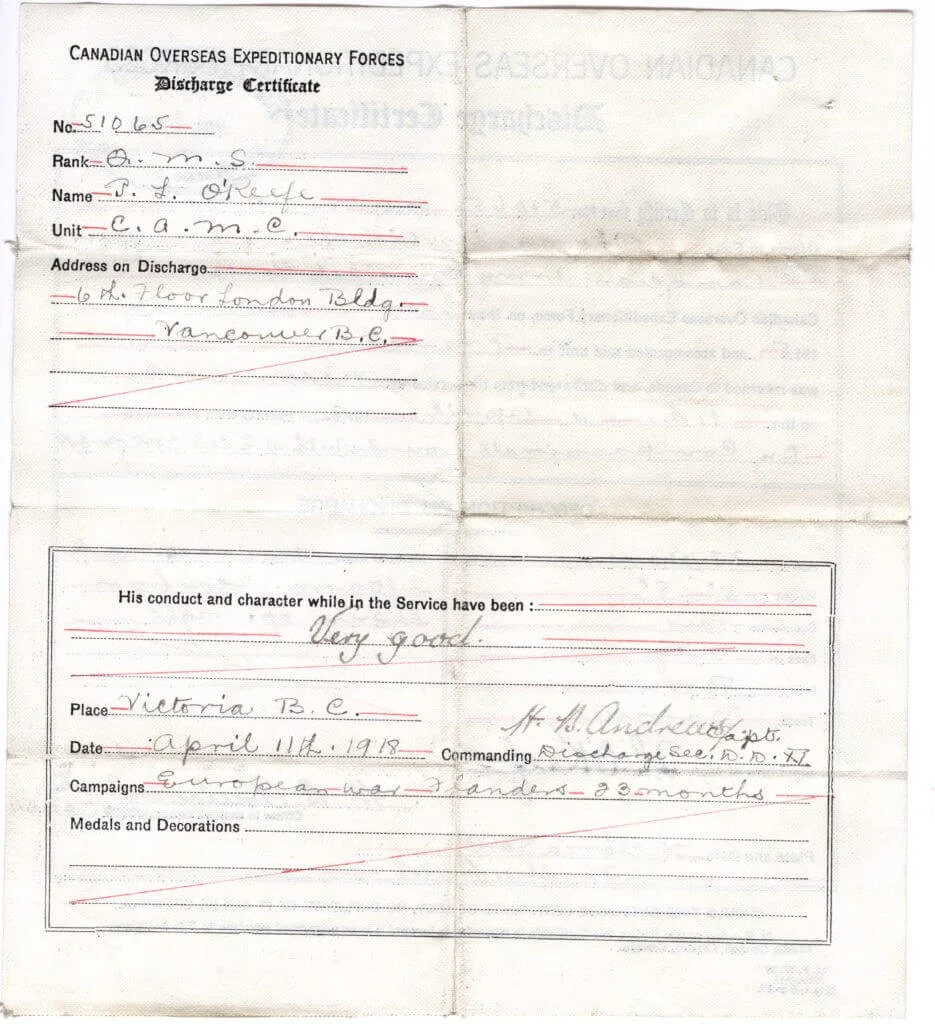 CANADIAN OVERSEAS EXPEDITIONARY FORCES
Discharge Certificate
No. 51065
Rank Q. M. S.
Name P. L. O'Keefe
Unit C. A. M. C.
Address on Discharge
6th. Floor London Bldg.
Vancouver B.C.
His conduct and character while in the Service have been :
Very good.
Place Victoria B. C.
H. B. Andrews Capt.
Date April 11th. 1918
Commanding Discharge Sec. D. D. XI
Campaigns European war Flanders 23 months
Medals and Decorations